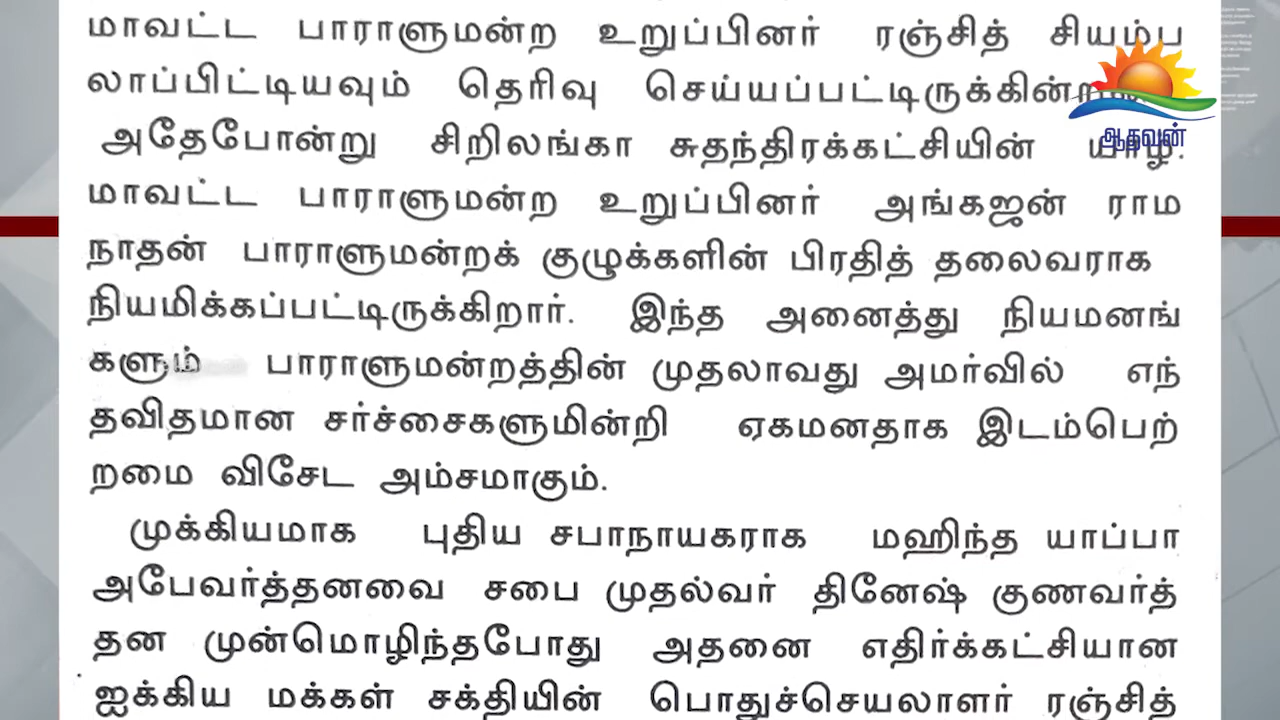 மாவட்ட பாராளுமன்ற உறுப்பினர் ரஞ்சித் சியம்ப
லாப்பிட்டியவும் தெரிவு
அதேபோன்று சிறிலங்கா சுதந்திரக்கட்சியின் யாழ்.
ஆதவன்
மாவட்ட பாராளுமன்ற உறுப்பினர் அங்கஜன் ராம
நாதன் பாராளுமன்றக் குழுக்களின் பிரதித் தலைவராக
நியமிக்கப்பட்டிருக்கிறார். இந்த அனைத்து நியமனங்
களும் பாராளுமன்றத்தின் முதலாவது அமர்வில் எந்
தவிதமான சர்ச்சைகளுமின்றி ஏகமனதாக இடம்பெற்
றமை விசேட அம்சமாகும்.
முக்கியமாக புதிய சபாநாயகராக மஹிந்த யாப்பா
அபேவர்த்தனவை சபை முதல்வர் தினேஷ் குணவர்த்
தன முன்மொழிந்தபோது அதனை எதிர்க்கட்சியான
ஐக்கிய மக்கள் சக்தியின் பொதுச்செயலாளர் ரஞ்சித்